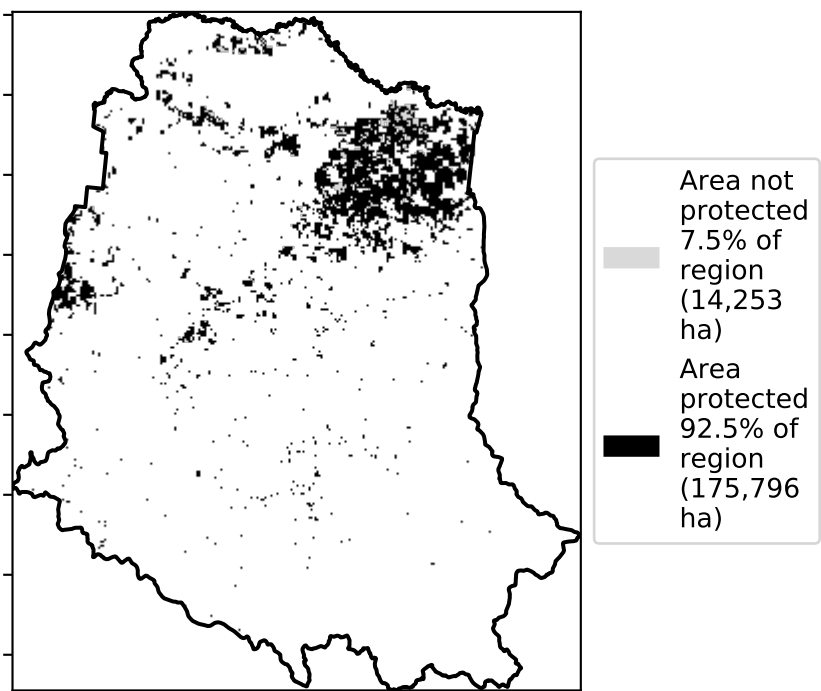 Area not
protected
7.5% of
region
(14,253
ha)
Area
protected
92.5% of
region
(175,796
ha)